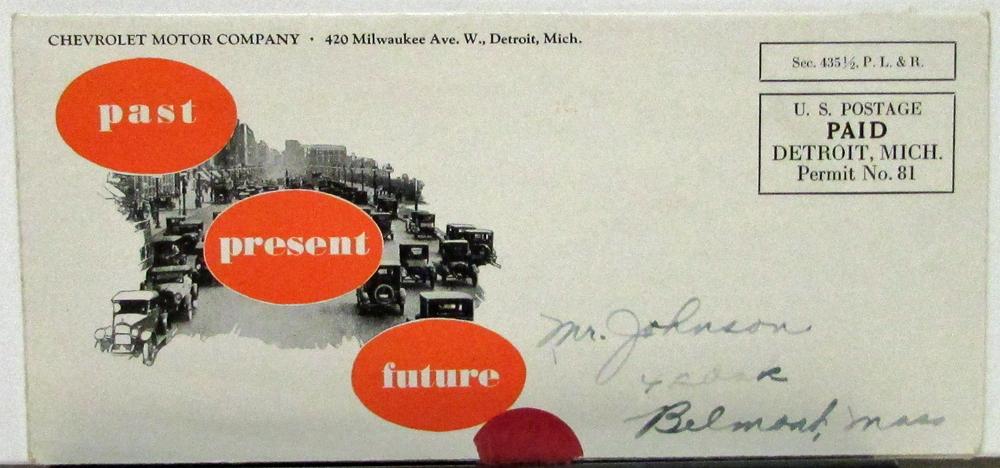 CHEVROLET MOTOR COMPANY · 420 Milwaukee Ave. W., Detroit, Mich.
Sec. 435½, P. L. & R.
U. S. POSTAGE
PAID
DETROIT, MICH.
Permit No. 81
past
present
future
Mr. Johnson
Belmont, Mass